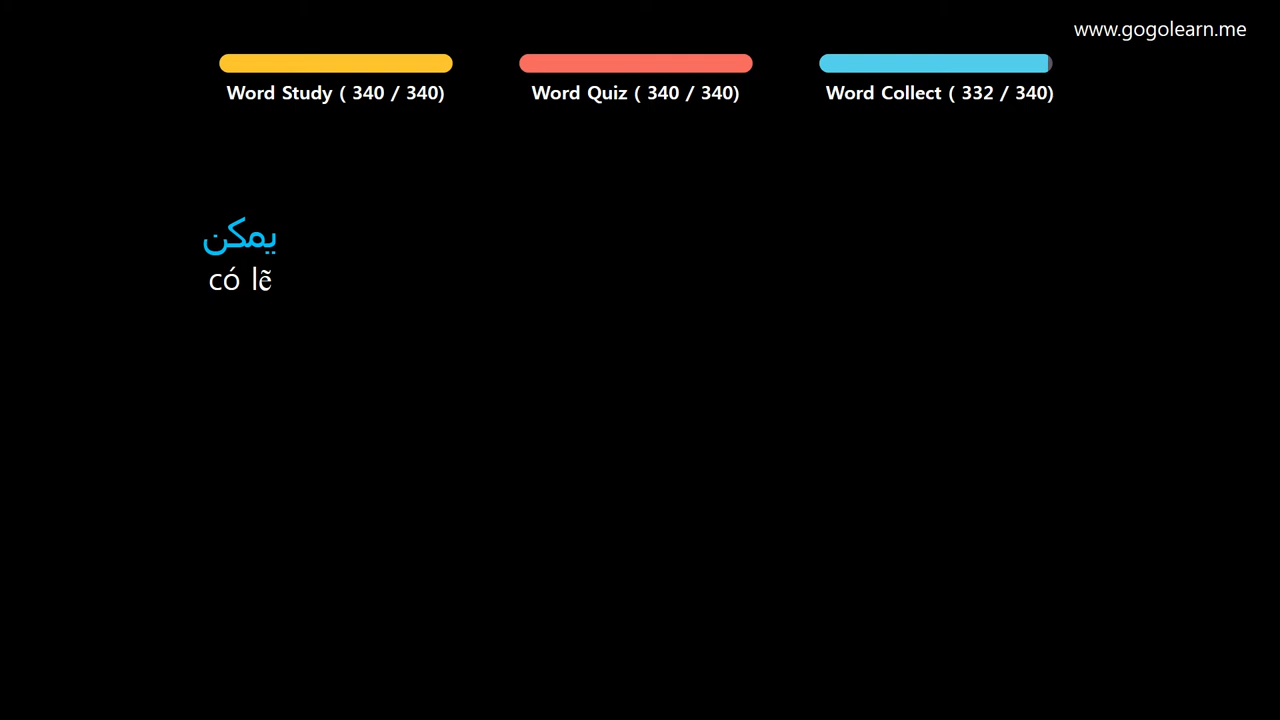 www.gogolearn.me
Word Study ( 340 / 340)
Word Quiz ( 340 / 340)
Word Collect ( 332 / 340)
يمكن
có lẽ